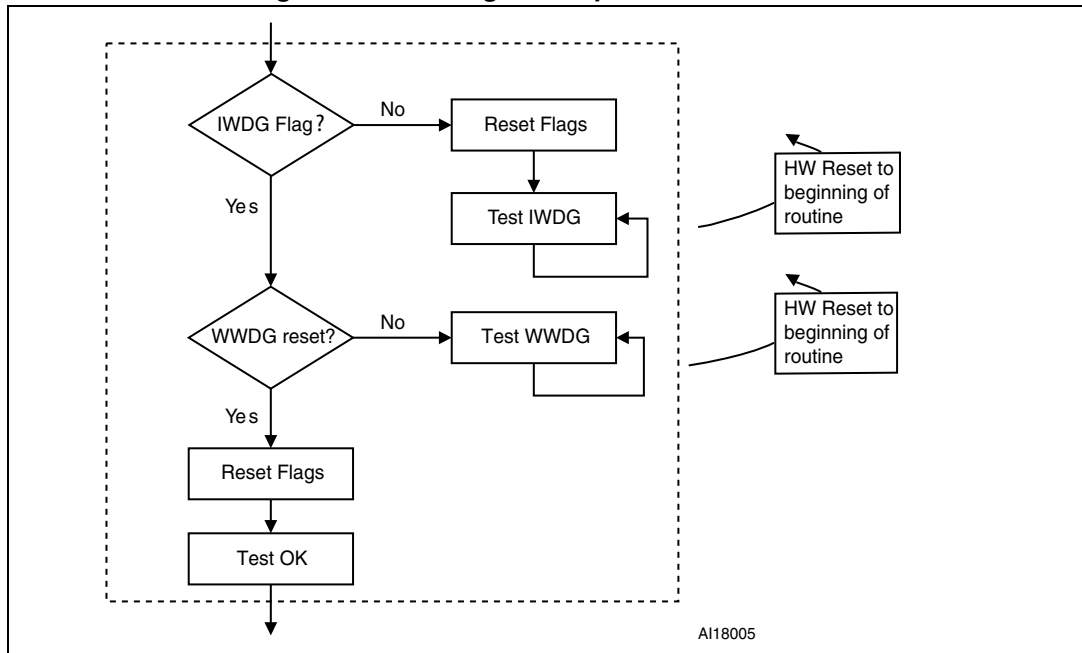 IWDG Flag?
No
Reset Flags
Test IWDG
HW Reset to
beginning of
routine
Yes
WWDG reset?
No
Test WWDG
HW Reset to
beginning of
routine
Yes
Reset Flags
Test OK
AI18005